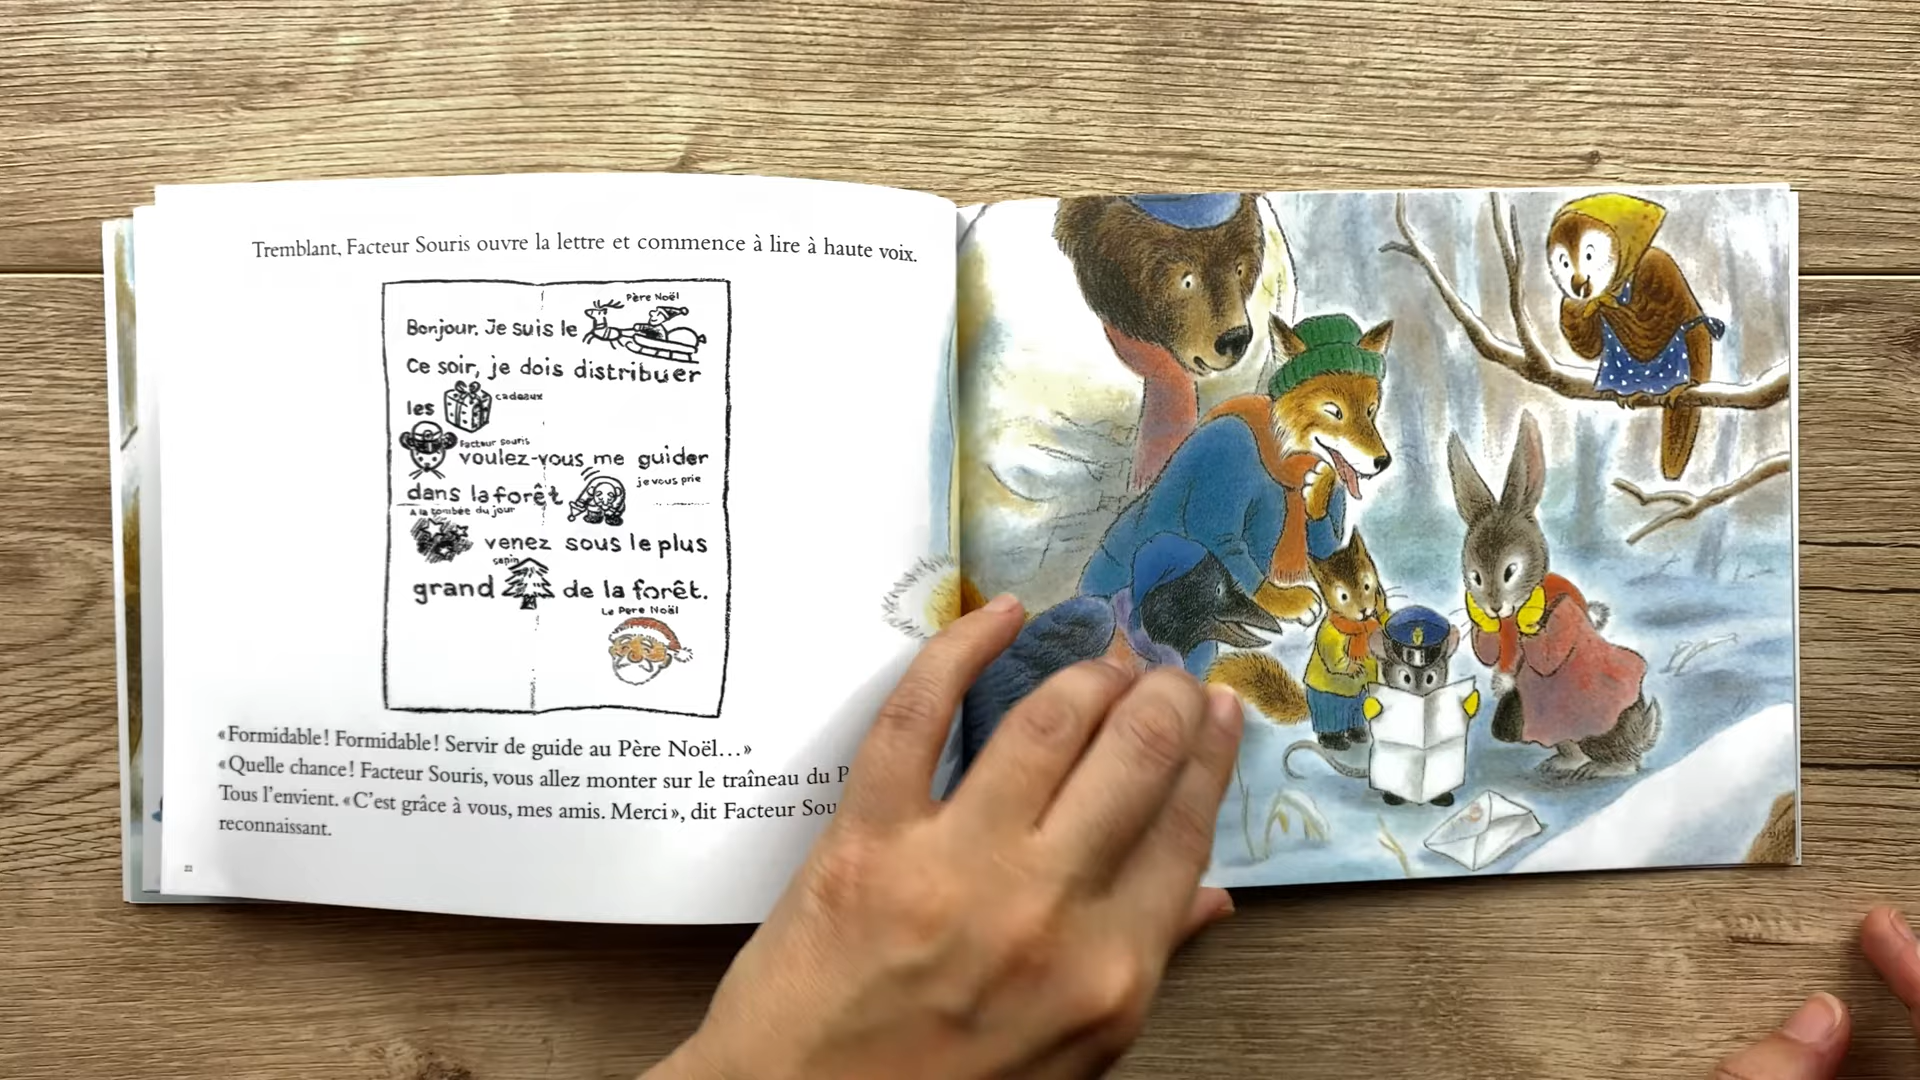 Tremblant, Facteur Souris ouvre la lettre et commence à lire à haute voix.
Père Noël
Bonjour. Je suis le
Ce soir, je dois distribuer
les cadeaux
Facteur souris
voulez-vous me guider
je vous prie
dans la forêt
A la tombée du jour
venez sous le plus
sapin
grand de la forêt.
Le Pere Noël
«Formidable! Formidable! Servir de guide au Père Noël...»
«Quelle chance! Facteur Souris, vous allez monter sur le traîneau du
Tous l'envient. «C'est grâce à vous, mes amis. Merci», dit Facteur
reconnaissant.